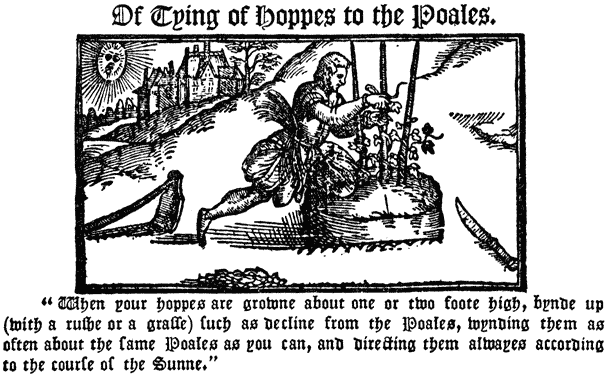 Of Tying of Hoppes to the Poales.
“When your hoppes are growne about one or two foote high, bynde up
(with a rushe or a grasse) such as decline from the Poales, wynding them as
often about the same Poales as you can, and directing them alwayes according
to the course of the Sunne.”